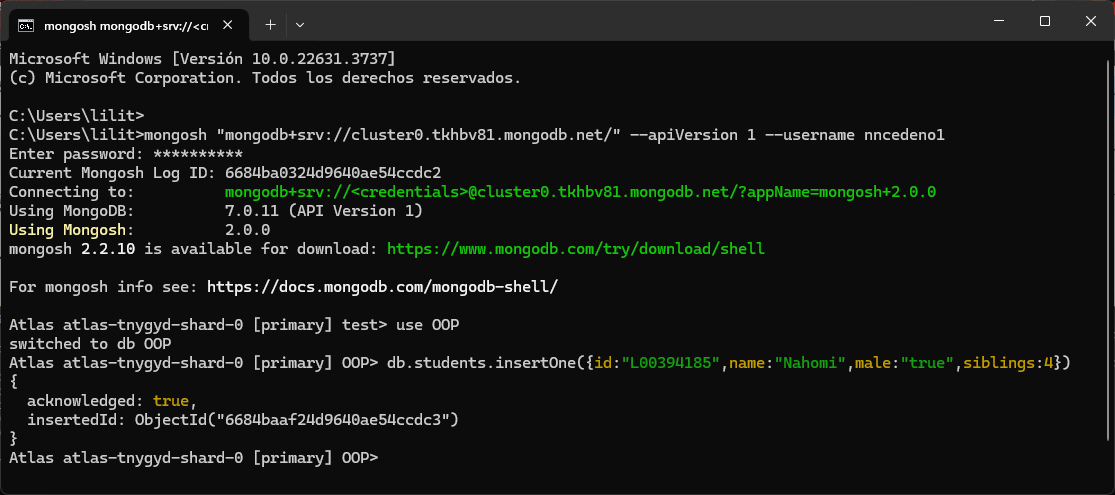 mongosh mongodb+srv://<cr
Microsoft Windows [Versión 10.0.22631.3737]
(c) Microsoft Corporation. Todos los derechos reservados.
C:\Users\lilit>
C:\Users\lilit>mongosh "mongodb+srv://cluster0.tkhbv81.mongodb.net/" --apiVersion 1 --username nncedeno1
Enter password: **********
Current Mongosh Log ID: 6684ba0324d9640ae54ccdc2
Connecting to:          mongodb+srv://<credentials>@cluster0.tkhbv81.mongodb.net/?appName=mongosh+2.0.0
Using MongoDB:          7.0.11 (API Version 1)
Using Mongosh:          2.0.0
mongosh 2.2.10 is available for download: https://www.mongodb.com/try/download/shell
For mongosh info see: https://docs.mongodb.com/mongodb-shell/
Atlas atlas-tnygyd-shard-0 [primary] test> use OOP
switched to db OOP
Atlas atlas-tnygyd-shard-0 [primary] OOP> db.students.insertOne({id:"L00394185",name:"Nahomi",male:"true",siblings:4})
{
  acknowledged: true,
  insertedId: ObjectId("6684baaf24d9640ae54ccdc3")
}
Atlas atlas-tnygyd-shard-0 [primary] OOP>